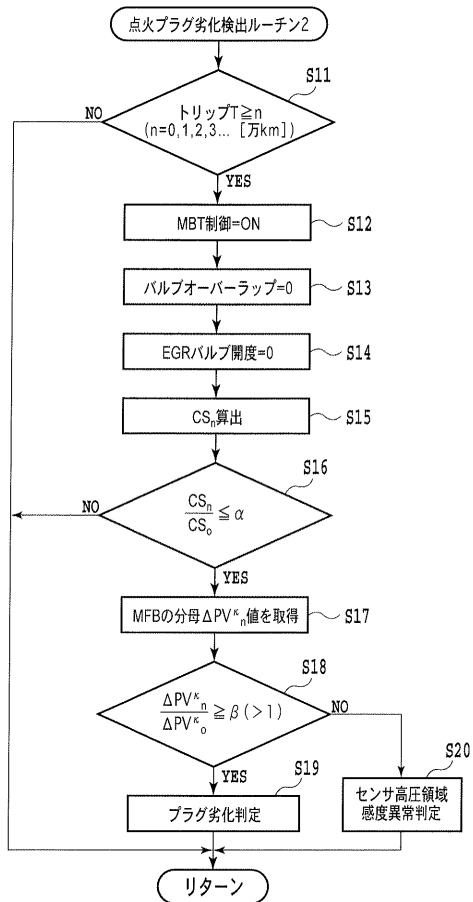 点火プラグ劣化検出ルーチン2
S11
トリップT≧n
(n=0,1,2,3... [万km])
NO
YES
MBT制御=ON
S12
バルブオーバーラップ=0
S13
EGRバルブ開度=0
S14
CSn算出
S15
S16
CSn
CSo
≦α
NO
YES
MFBの分母ΔPVκn値を取得
S17
S18
ΔPVκn
ΔPVκo
≧β(>1)
NO
YES
S19
プラグ劣化判定
S20
センサ高圧領域
感度異常判定
リターン